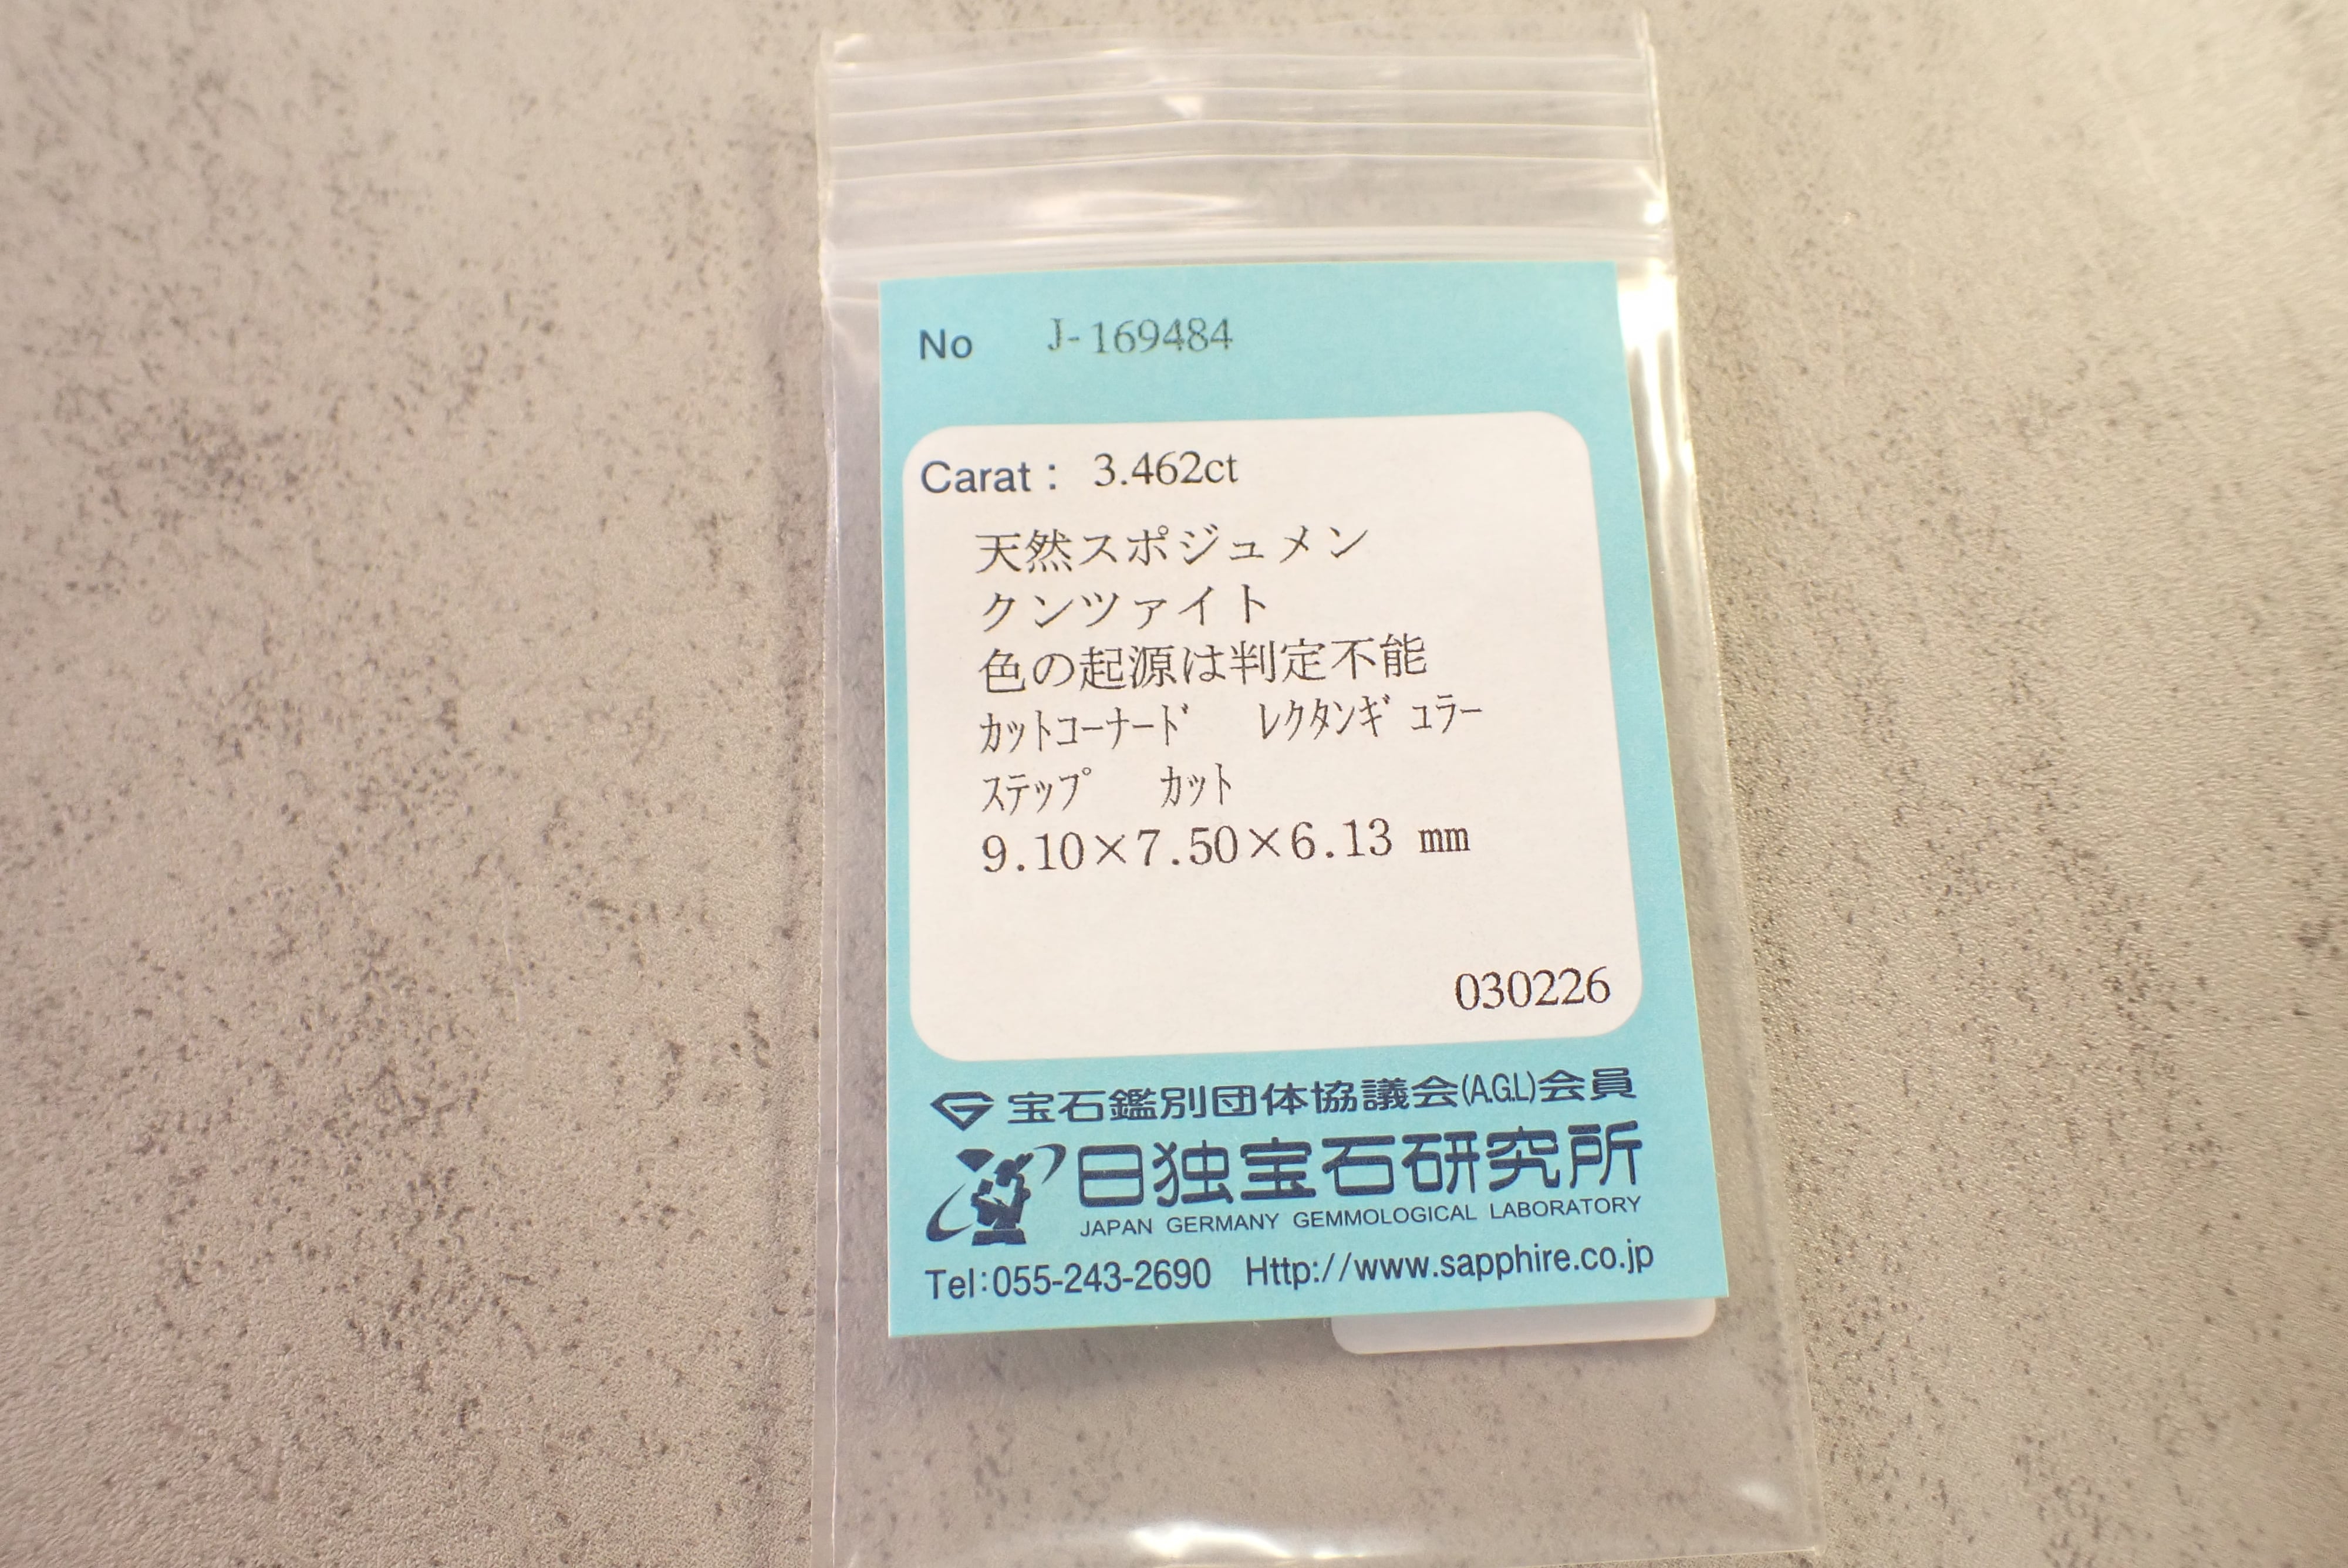 No J-169484
Carat： 3.462ct
天然スポジュメン
クンツァイト
色の起源は判定不能
ｶｯﾄｺｰﾅｰﾄﾞ ﾚｸﾀﾝｷﾞｭﾗｰ
ｽﾃｯﾌﾟ ｶｯﾄ
9.10×7.50×6.13 mm
030226
宝石鑑別団体協議会(A.G.L)会員
日独宝石研究所
JAPAN GERMANY GEMMOLOGICAL LABORATORY
Tel:055-243-2690 Http://www.sapphire.co.jp